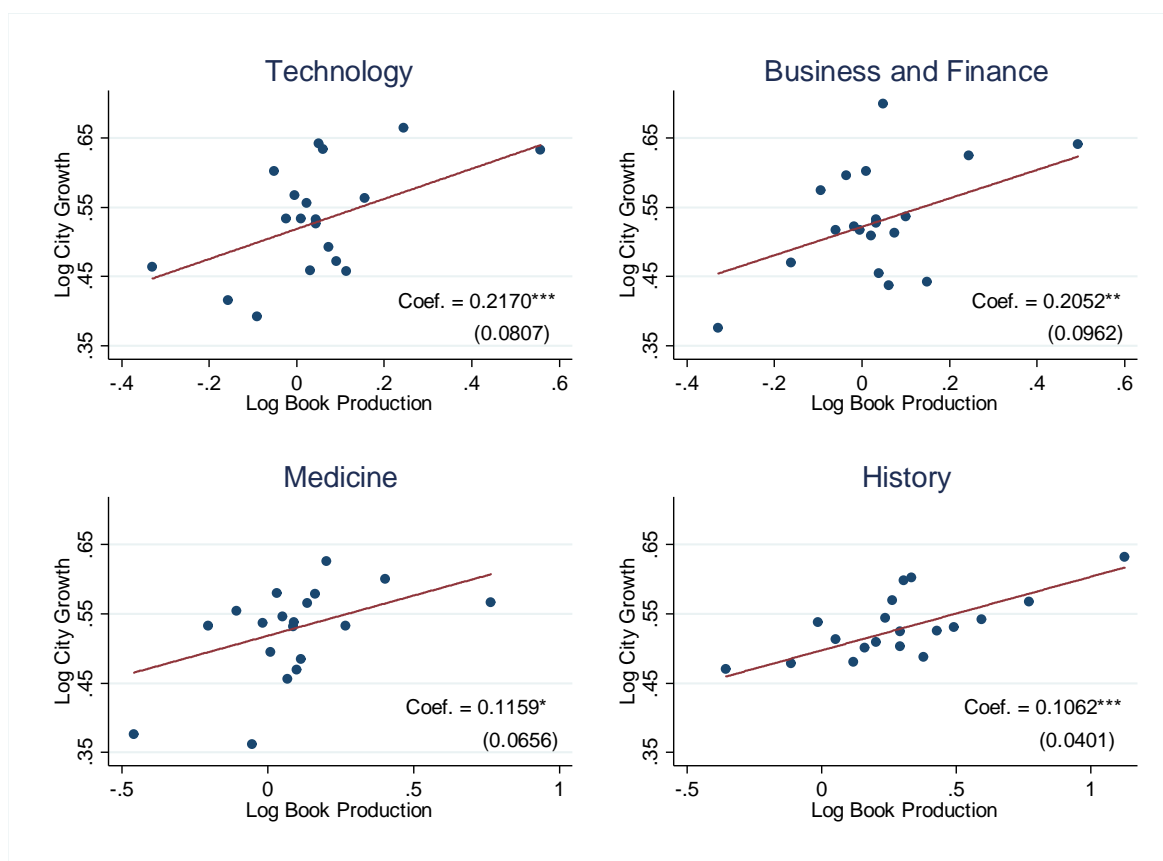 Technology
Log City Growth
.65
.55
.45
.35
Coef. = 0.2170***
(0.0807)
-.4 -.2 0 .2 .4 .6
Log Book Production
Business and Finance
Log City Growth
.65
.55
.45
.35
Coef. = 0.2052**
(0.0962)
-.4 -.2 0 .2 .4 .6
Log Book Production
Medicine
Log City Growth
.65
.55
.45
.35
Coef. = 0.1159*
(0.0656)
-.5 0 .5 1
Log Book Production
History
Log City Growth
.65
.55
.45
.35
Coef. = 0.1062***
(0.0401)
-.5 0 .5 1
Log Book Production